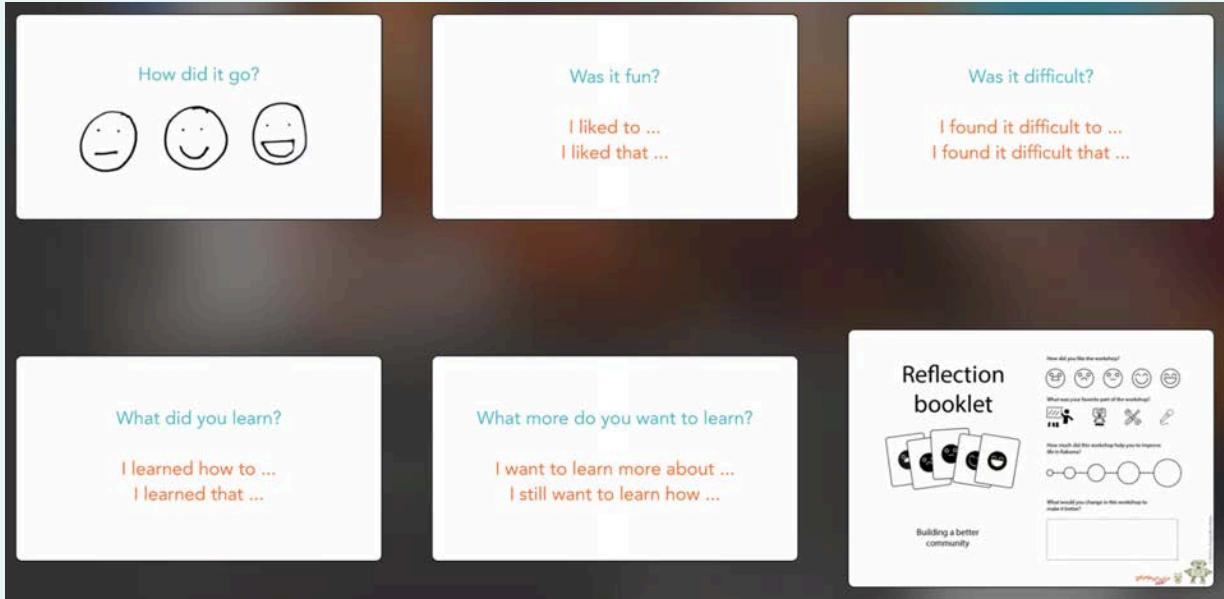 How did it go?
Was it fun?
I liked to ...
I liked that ...
Was it difficult?
I found it difficult to ...
I found it difficult that ...
What did you learn?
I learned how to ...
I learned that ...
What more do you want to learn?
I want to learn more about ...
I still want to learn how ...
Reflection
booklet
Building a better
community
How did you like the workshop?
What was your favorite part of the workshop?
How much did this workshop help you to improve
life in Kakuma?
What would you change in this workshop to
make it better?